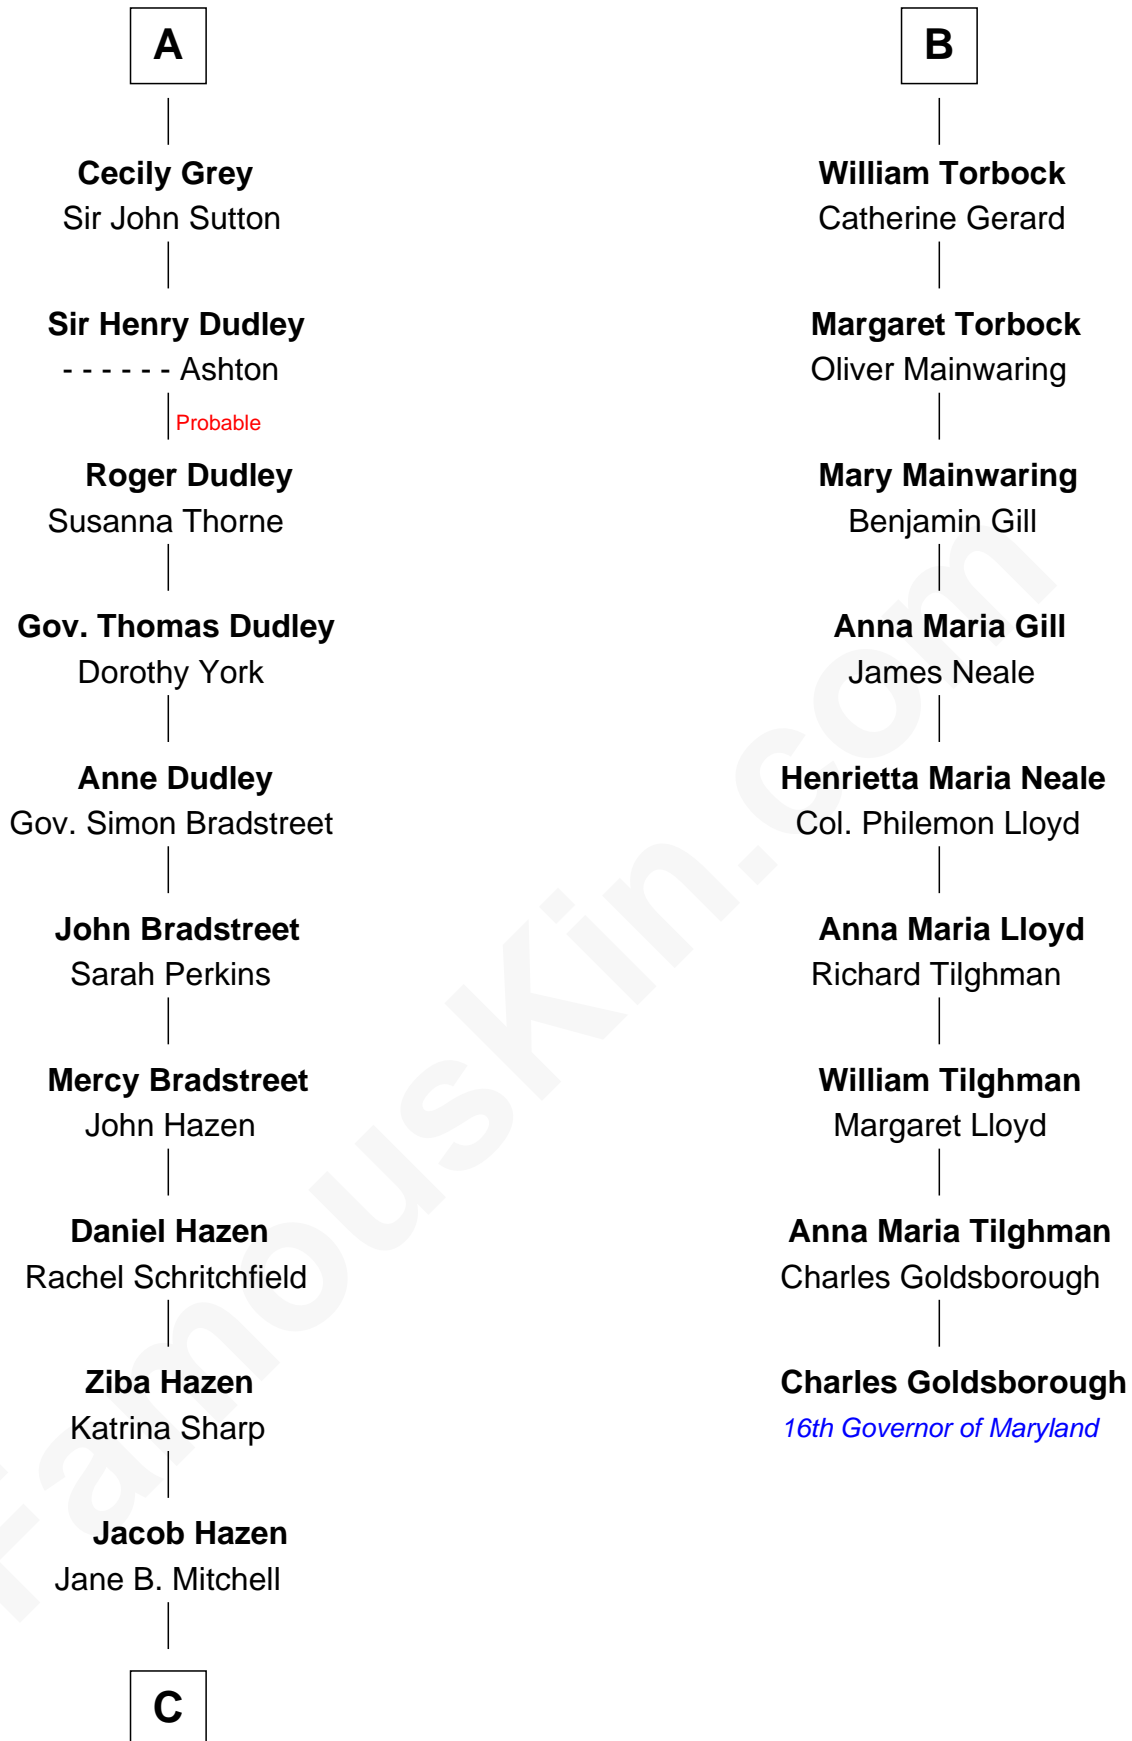 A
Cecily Grey
Sir John Sutton
Sir Henry Dudley
- - - - - - Ashton
Probable
Roger Dudley
Susanna Thorne
Gov. Thomas Dudley
Dorothy York
Anne Dudley
Gov. Simon Bradstreet
John Bradstreet
Sarah Perkins
Mercy Bradstreet
John Hazen
Daniel Hazen
Rachel Schritchfield
Ziba Hazen
Katrina Sharp
Jacob Hazen
Jane B. Mitchell
C
B
William Torbock
Catherine Gerard
Margaret Torbock
Oliver Mainwaring
Mary Mainwaring
Benjamin Gill
Anna Maria Gill
James Neale
Henrietta Maria Neale
Col. Philemon Lloyd
Anna Maria Lloyd
Richard Tilghman
William Tilghman
Margaret Lloyd
Anna Maria Tilghman
Charles Goldsborough
Charles Goldsborough
16th Governor of Maryland
FamousKin.com